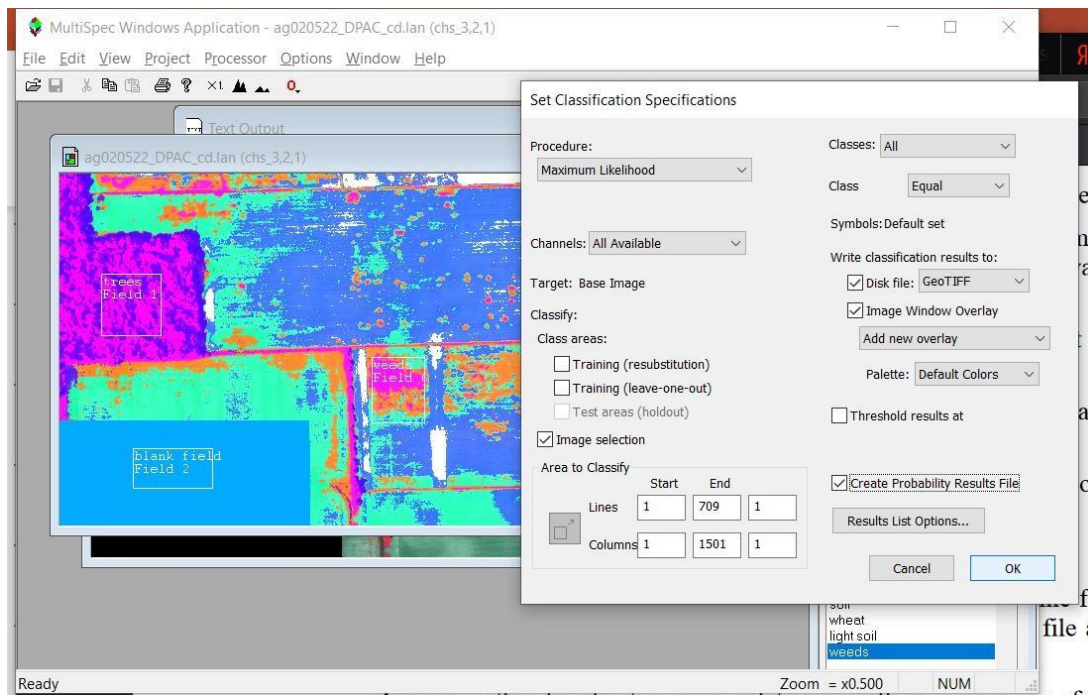 MultiSpec Windows Application - ag020522_DPAC_cd.lan (chs_3,2,1)
File Edit View Project Processor Options Window Help
×1
0.
Text Output
ag020522_DPAC_cd.lan (chs_3,2,1)
trees
Field 1
weeds
Field
blank field
Field 2
Set Classification Specifications
Procedure:
Maximum Likelihood
Channels: All Available
Target: Base Image
Classify:
Class areas:
Training (resubstitution)
Training (leave-one-out)
Test areas (holdout)
Image selection
Area to Classify
Start End
Lines 1 709 1
Columns 1 1501 1
Classes: All
Class Equal
Symbols: Default set
Write classification results to:
Disk file: GeoTIFF
Image Window Overlay
Add new overlay
Palette: Default Colors
Threshold results at
Create Probability Results File
Results List Options...
Cancel OK
soil
wheat
light soil
weeds
file
Ready
Zoom = x0.500 NUM